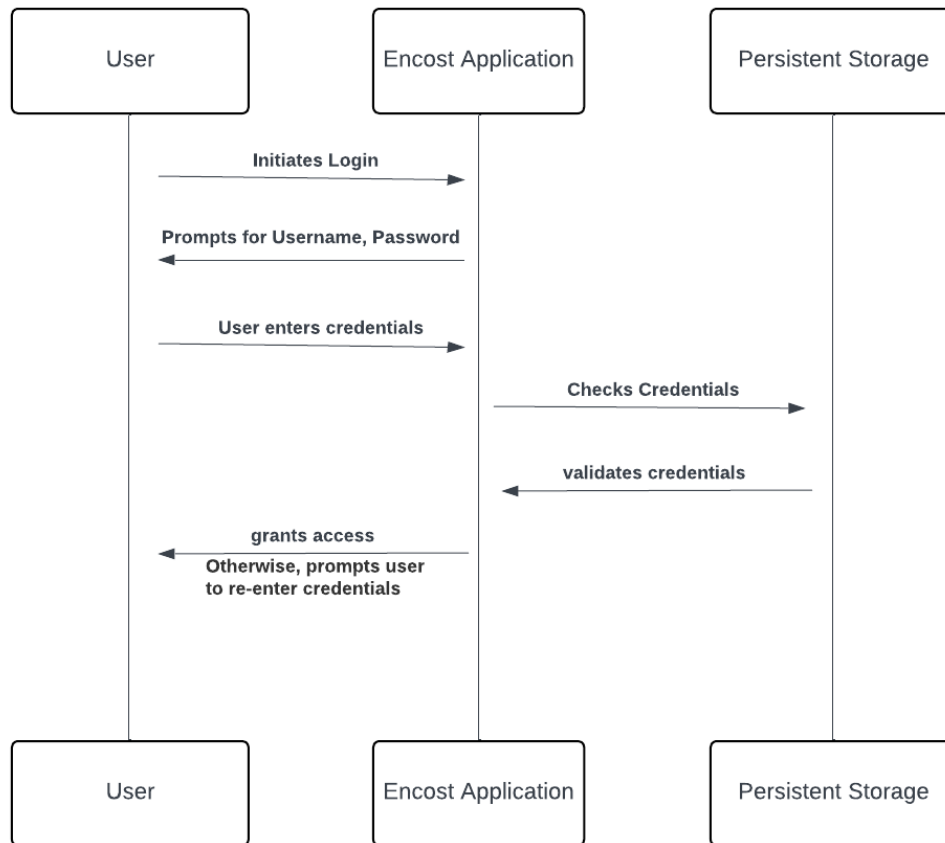 User
Encost Application
Persistent Storage
Initiates Login
Prompts for Username, Password
User enters credentials
Checks Credentials
validates credentials
grants access
Otherwise, prompts user
to re-enter credentials
User
Encost Application
Persistent Storage